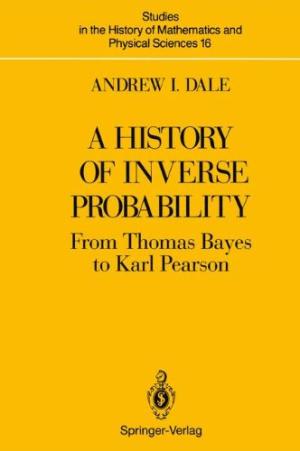 Studies
in the History of Mathematics and
Physical Sciences 16
ANDREW I. DALE
A HISTORY
OF INVERSE
PROBABILITY
From Thomas Bayes
to Karl Pearson
Springer-Verlag